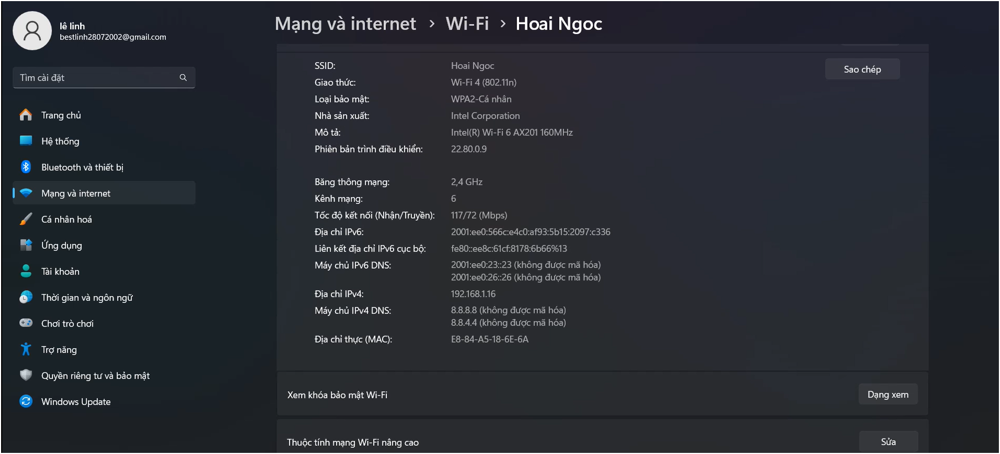 lê linh
bestlinh28072002@gmail.com
Tìm cài đặt
Trang chủ
Hệ thống
Bluetooth và thiết bị
Mạng và internet
Cá nhân hoá
Ứng dụng
Tài khoản
Thời gian và ngôn ngữ
Chơi trò chơi
Trợ năng
Quyền riêng tư và bảo mật
Windows Update
Mạng và internet › Wi-Fi › Hoai Ngoc
SSID: Hoai Ngoc
Sao chép
Giao thức: Wi-Fi 4 (802.11n)
Loại bảo mật: WPA2-Cá nhân
Nhà sản xuất: Intel Corporation
Mô tả: Intel(R) Wi-Fi 6 AX201 160MHz
Phiên bản trình điều khiển: 22.80.0.9
Băng thông mạng: 2,4 GHz
Kênh mạng: 6
Tốc độ kết nối (Nhận/Truyền): 117/72 (Mbps)
Địa chỉ IPv6: 2001:ee0:566c:e4c0:af93:5b15:2097:c336
Liên kết địa chỉ IPv6 cục bộ: fe80::ee8c:61cf:8178:6b66%13
Máy chủ IPv6 DNS: 2001:ee0:23::23 (không được mã hóa)
2001:ee0:26::26 (không được mã hóa)
Địa chỉ IPv4: 192.168.1.16
Máy chủ IPv4 DNS: 8.8.8.8 (không được mã hóa)
8.8.4.4 (không được mã hóa)
Địa chỉ thực (MAC): E8-84-A5-18-6E-6A
Xem khóa bảo mật Wi-Fi
Dạng xem
Thuộc tính mạng Wi-Fi nâng cao
Sửa